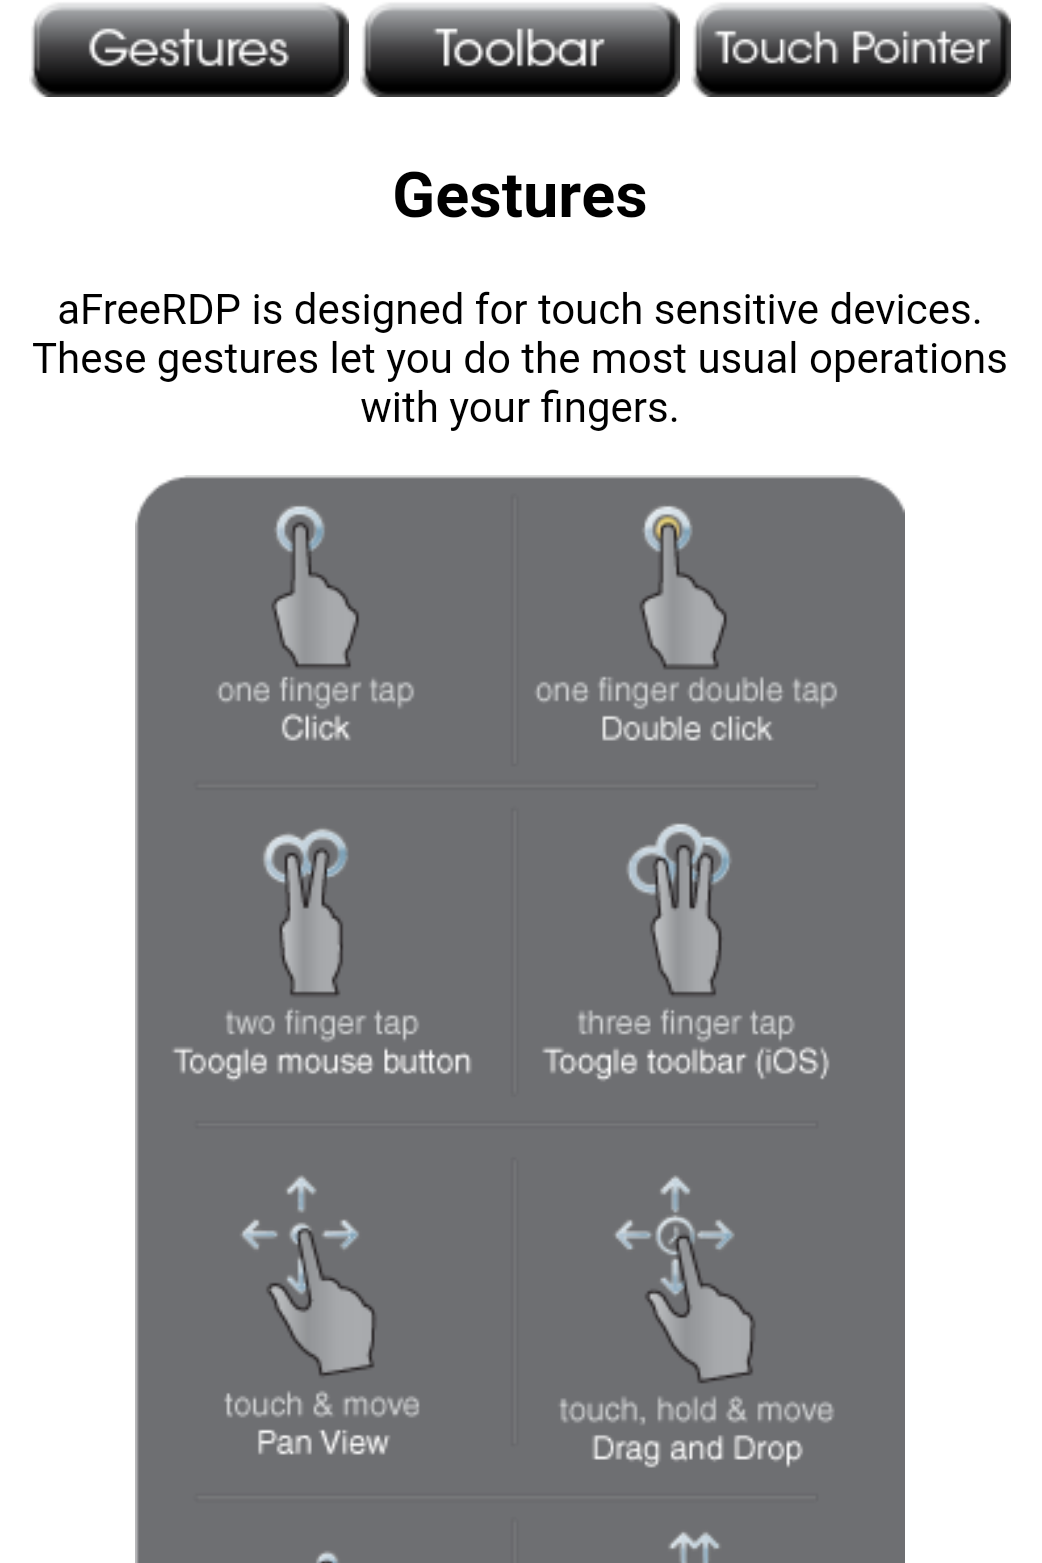 Gestures
Toolbar
Touch Pointer
Gestures
aFreeRDP is designed for touch sensitive devices.
These gestures let you do the most usual operations
with your fingers.
one finger tap
Click
one finger double tap
Double click
two finger tap
Toogle mouse button
three finger tap
Toogle toolbar (iOS)
touch & move
Pan View
touch, hold & move
Drag and Drop